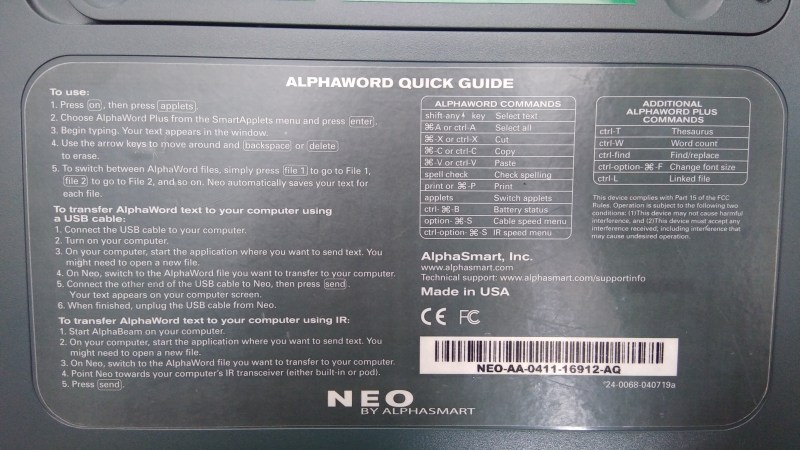 ALPHAWORD QUICK GUIDE
To use:
1. Press on, then press applets.
2. Choose AlphaWord Plus from the SmartApplets menu and press enter.
3. Begin typing. Your text appears in the window.
4. Use the arrow keys to move around and backspace or delete
to erase.
5. To switch between AlphaWord files, simply press file 1 to go to File 1,
file 2 to go to File 2, and so on. Neo automatically saves your text for
each file.
To transfer AlphaWord text to your computer using
a USB cable:
1. Connect the USB cable to your computer.
2. Turn on your computer.
3. On your computer, start the application where you want to send text. You
might need to open a new file.
4. On Neo, switch to the AlphaWord file you want to transfer to your computer.
5. Connect the other end of the USB cable to Neo, then press send.
Your text appears on your computer screen.
6. When finished, unplug the USB cable from Neo.
To transfer AlphaWord text to your computer using IR:
1. Start AlphaBeam on your computer.
2. On your computer, start the application where you want to send text. You
might need to open a new file.
3. On Neo, switch to the AlphaWord file you want to transfer to your computer.
4. Point Neo towards your computer's IR transceiver (either built-in or pod).
5. Press send.
ALPHAWORD COMMANDS
shift-any key Select text
⌘A or ctrl-A Select all
⌘-X or ctrl-X Cut
⌘-C or ctrl-C Copy
⌘-V or ctrl-V Paste
spell check Check spelling
print or ⌘-P Print
applets Switch applets
ctrl-⌘-B Battery status
option-⌘-S Cable speed menu
ctrl-option-⌘-S IR speed menu
ADDITIONAL
ALPHAWORD PLUS
COMMANDS
ctrl-T Thesaurus
ctrl-W Word count
ctrl-find Find/replace
ctrl-option-⌘-F Change font size
ctrl-L Linked file
This device complies with Part 15 of the FCC
Rules. Operation is subject to the following two
conditions: (1)This device may not cause harmful
interference, and (2)This device must accept any
interference received, including interference that
may cause undesired operation.
AlphaSmart, Inc.
www.alphasmart.com
Technical support: www.alphasmart.com/supportinfo
Made in USA
CE FC
NEO-AA-0411-16912-AQ
*24-0068-040719a
NEO
BY ALPHASMART